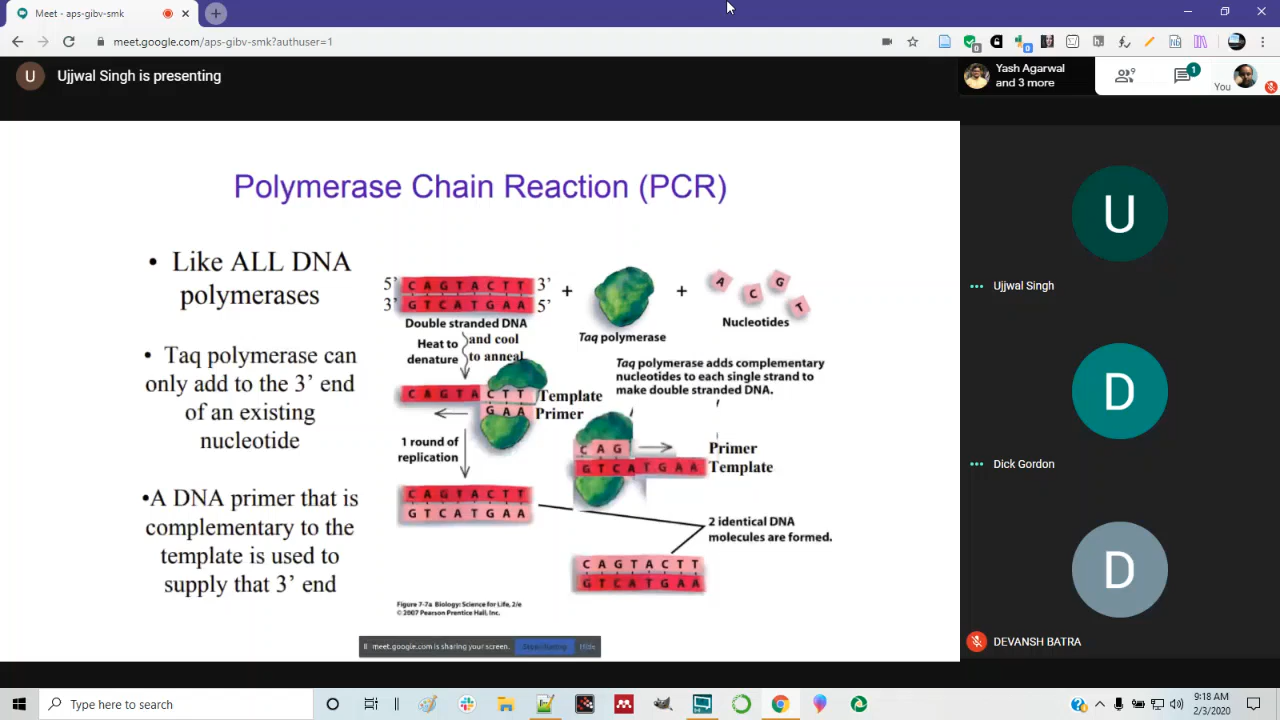 Meet - aps-gibv-smk
meet.google.com/aps-gibv-smk?authuser=1
U
Ujjwal Singh is presenting
Yash Agarwal
and 3 more
9
1
You
Polymerase Chain Reaction (PCR)
• Like ALL DNA
polymerases
• Taq polymerase can
only add to the 3’ end
of an existing
nucleotide
•A DNA primer that is
complementary to the
template is used to
supply that 3’ end
5’ C A G T A C T T 3’
3’ G T C A T G A A 5’
Double stranded DNA
+
Taq polymerase
+
A C G T
Nucleotides
Heat to
denature
and cool
to anneal
Taq polymerase adds complementary
nucleotides to each single strand to
make double stranded DNA.
C A G T A C T T Template
G A A Primer
1 round of
replication
C A G Primer
G T C A T G A A Template
C A G T A C T T
G T C A T G A A
2 identical DNA
molecules are formed.
C A G T A C T T
G T C A T G A A
Figure 7-7a Biology: Science for Life, 2/e
© 2007 Pearson Prentice Hall, Inc.
meet.google.com is sharing your screen.
Stop sharing
Hide
U
Ujjwal Singh
D
Dick Gordon
D
DEVANSH BATRA
Type here to search
9:18 AM
2/3/2020